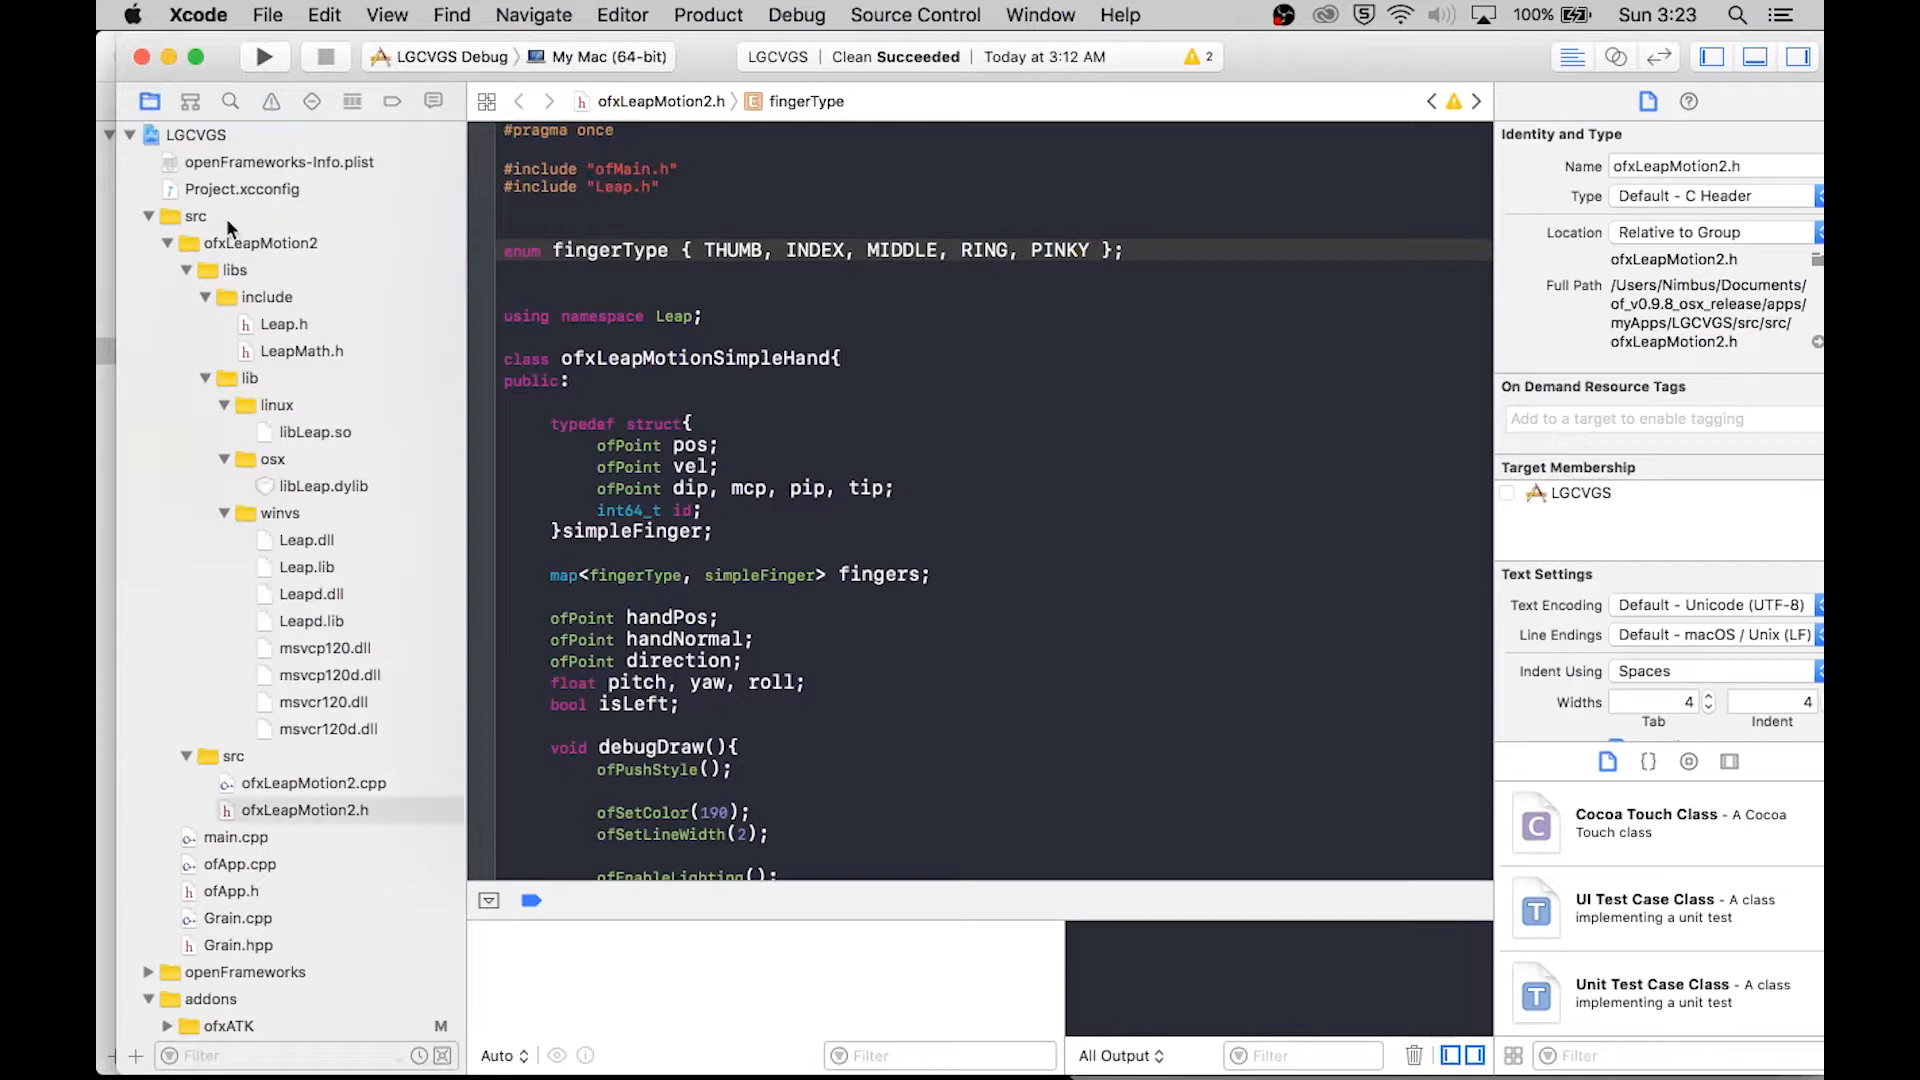 Xcode File Edit View Find Navigate Editor Product Debug Source Control Window Help 100% Sun 3:23
LGCVGS Debug My Mac (64-bit) LGCVGS Clean Succeeded Today at 3:12 AM 2
ofxLeapMotion2.h fingerType
LGCVGS
openFrameworks-Info.plist
Project.xcconfig
src
ofxLeapMotion2
libs
include
Leap.h
LeapMath.h
lib
linux
libLeap.so
osx
libLeap.dylib
winvs
Leap.dll
Leap.lib
Leapd.dll
Leapd.lib
msvcp120.dll
msvcp120d.dll
msvcr120.dll
msvcr120d.dll
src
ofxLeapMotion2.cpp
ofxLeapMotion2.h
main.cpp
ofApp.cpp
ofApp.h
Grain.cpp
Grain.hpp
openFrameworks
addons
ofxATK M
Filter
#pragma once
#include "ofMain.h"
#include "Leap.h"
enum fingerType { THUMB, INDEX, MIDDLE, RING, PINKY };
using namespace Leap;
class ofxLeapMotionSimpleHand{
public:
typedef struct{
ofPoint pos;
ofPoint vel;
ofPoint dip, mcp, pip, tip;
int64_t id;
}simpleFinger;
map<fingerType, simpleFinger> fingers;
ofPoint handPos;
ofPoint handNormal;
ofPoint direction;
float pitch, yaw, roll;
bool isLeft;
void debugDraw(){
ofPushStyle();
ofSetColor(190);
ofSetLineWidth(2);
ofEnableLighting();
Auto Filter All Output Filter
Identity and Type
Name ofxLeapMotion2.h
Type Default - C Header
Location Relative to Group
ofxLeapMotion2.h
Full Path /Users/Nimbus/Documents/
of_v0.9.8_osx_release/apps/
myApps/LGCVGS/src/src/
ofxLeapMotion2.h
On Demand Resource Tags
Add to a target to enable tagging
Target Membership
LGCVGS
Text Settings
Text Encoding Default - Unicode (UTF-8)
Line Endings Default - macOS / Unix (LF)
Indent Using Spaces
Widths 4 4
Tab Indent
C Cocoa Touch Class - A Cocoa
Touch class
T UI Test Case Class - A class
implementing a unit test
T Unit Test Case Class - A class
implementing a unit test
Filter